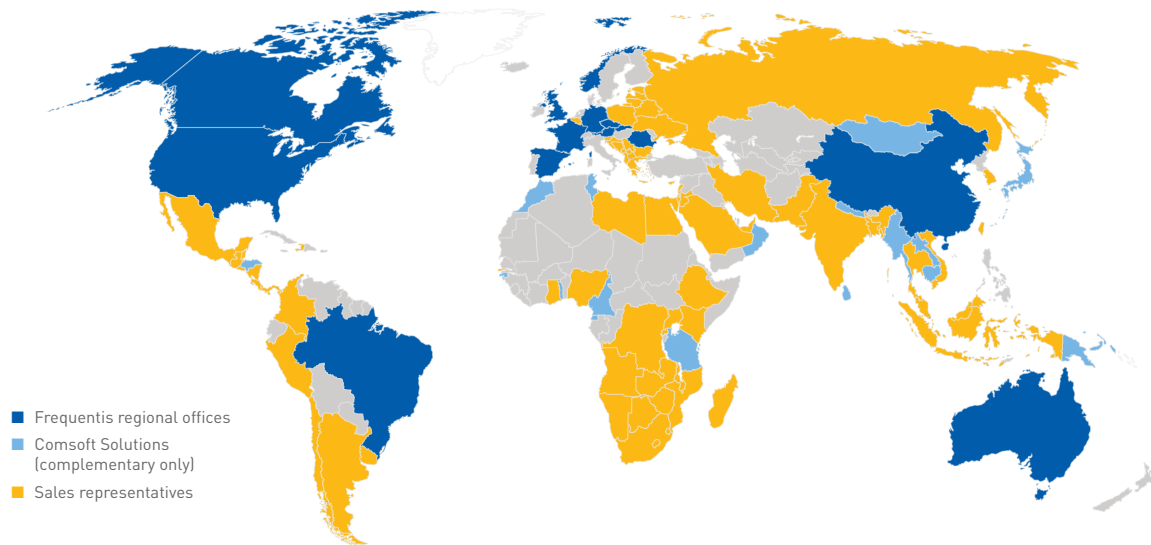 Frequentis regional offices
Comsoft Solutions
(complementary only)
Sales representatives